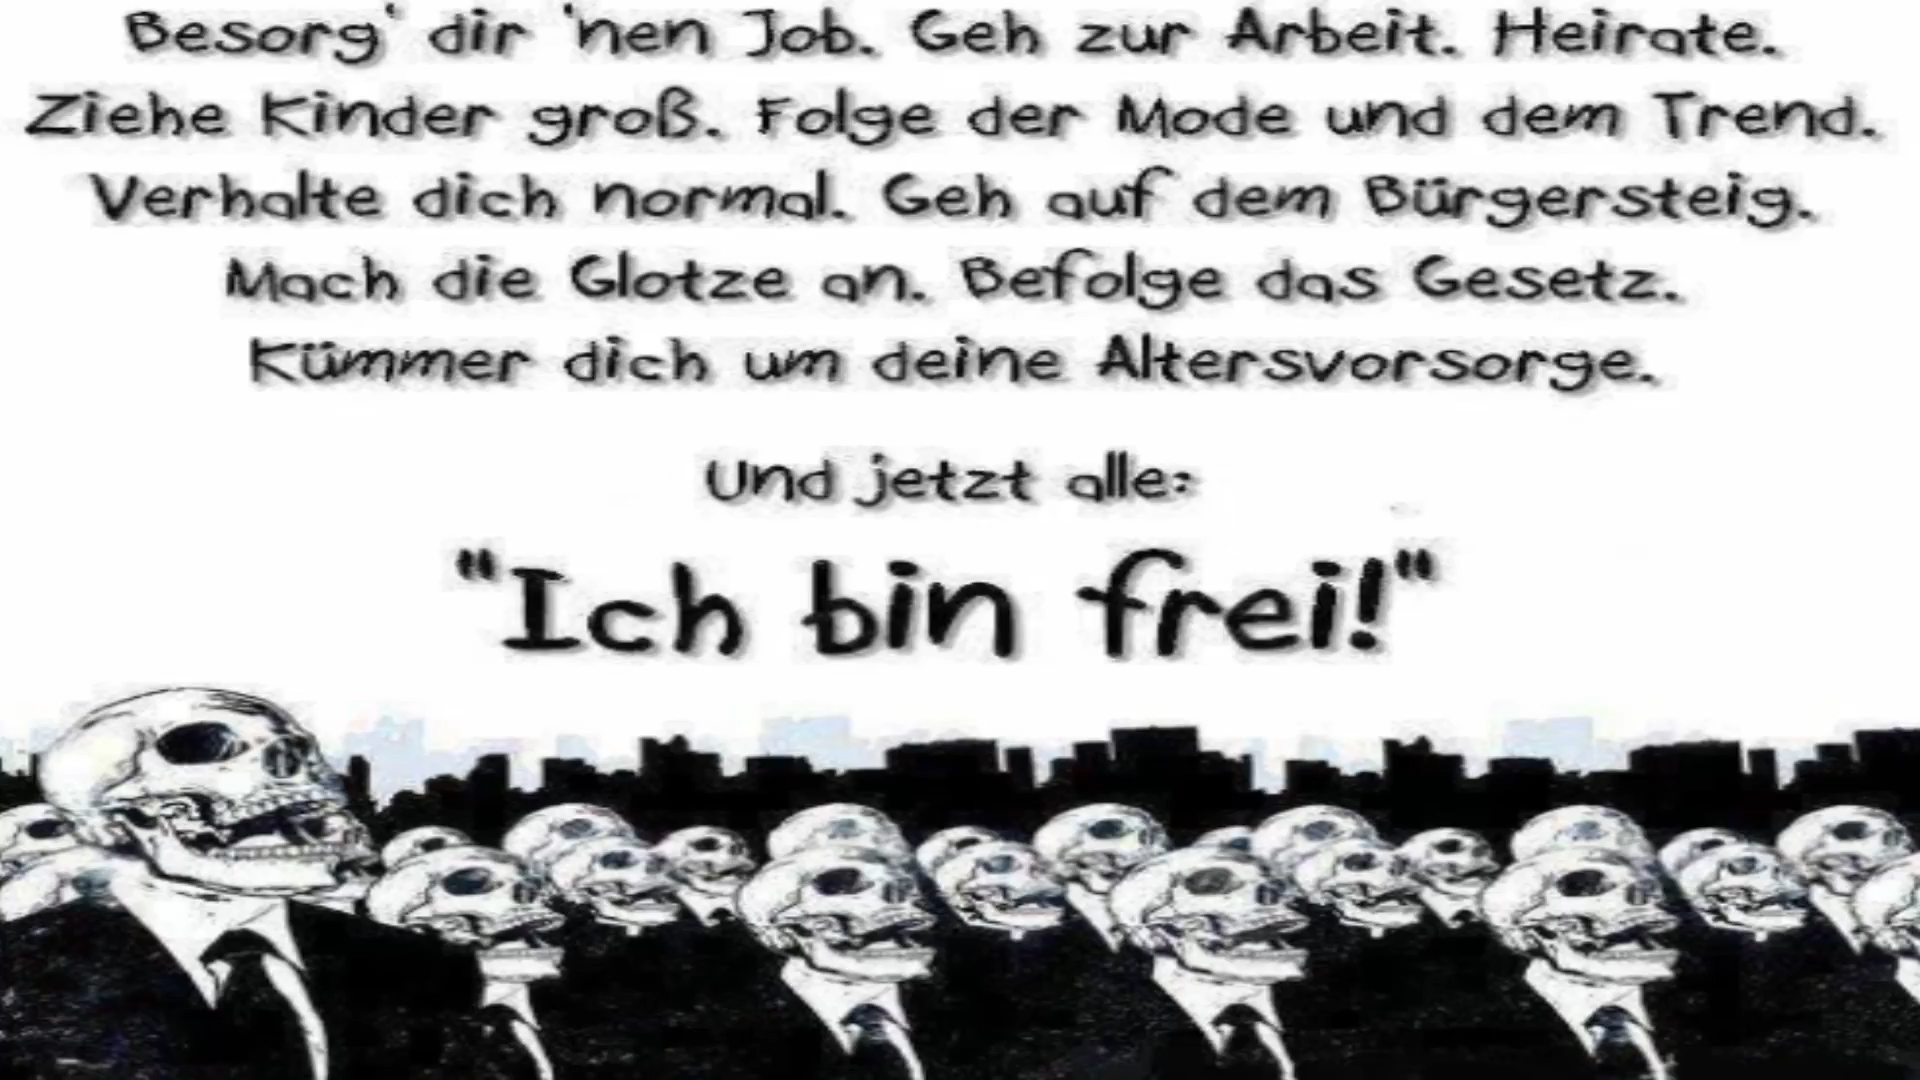 Besorg' dir 'nen Job. Geh zur Arbeit. Heirate.
Ziehe Kinder groß. Folge der Mode und dem Trend.
Verhalte dich normal. Geh auf dem Bürgersteig.
Mach die Glotze an. Befolge das Gesetz.
Kümmer dich um deine Altersvorsorge.
Und jetzt alle:
"Ich bin frei!"